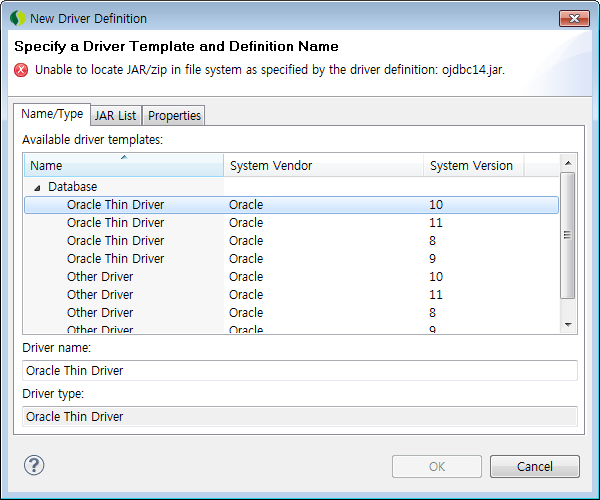 New Driver Definition
Specify a Driver Template and Definition Name
Unable to locate JAR/zip in file system as specified by the driver definition: ojdbc14.jar.
Name/Type JAR List Properties
Available driver templates:
Name System Vendor System Version
Database
Oracle Thin Driver Oracle 10
Oracle Thin Driver Oracle 11
Oracle Thin Driver Oracle 8
Oracle Thin Driver Oracle 9
Other Driver Oracle 10
Other Driver Oracle 11
Other Driver Oracle 8
Other Driver Oracle 9
Driver name:
Oracle Thin Driver
Driver type:
Oracle Thin Driver
? OK Cancel